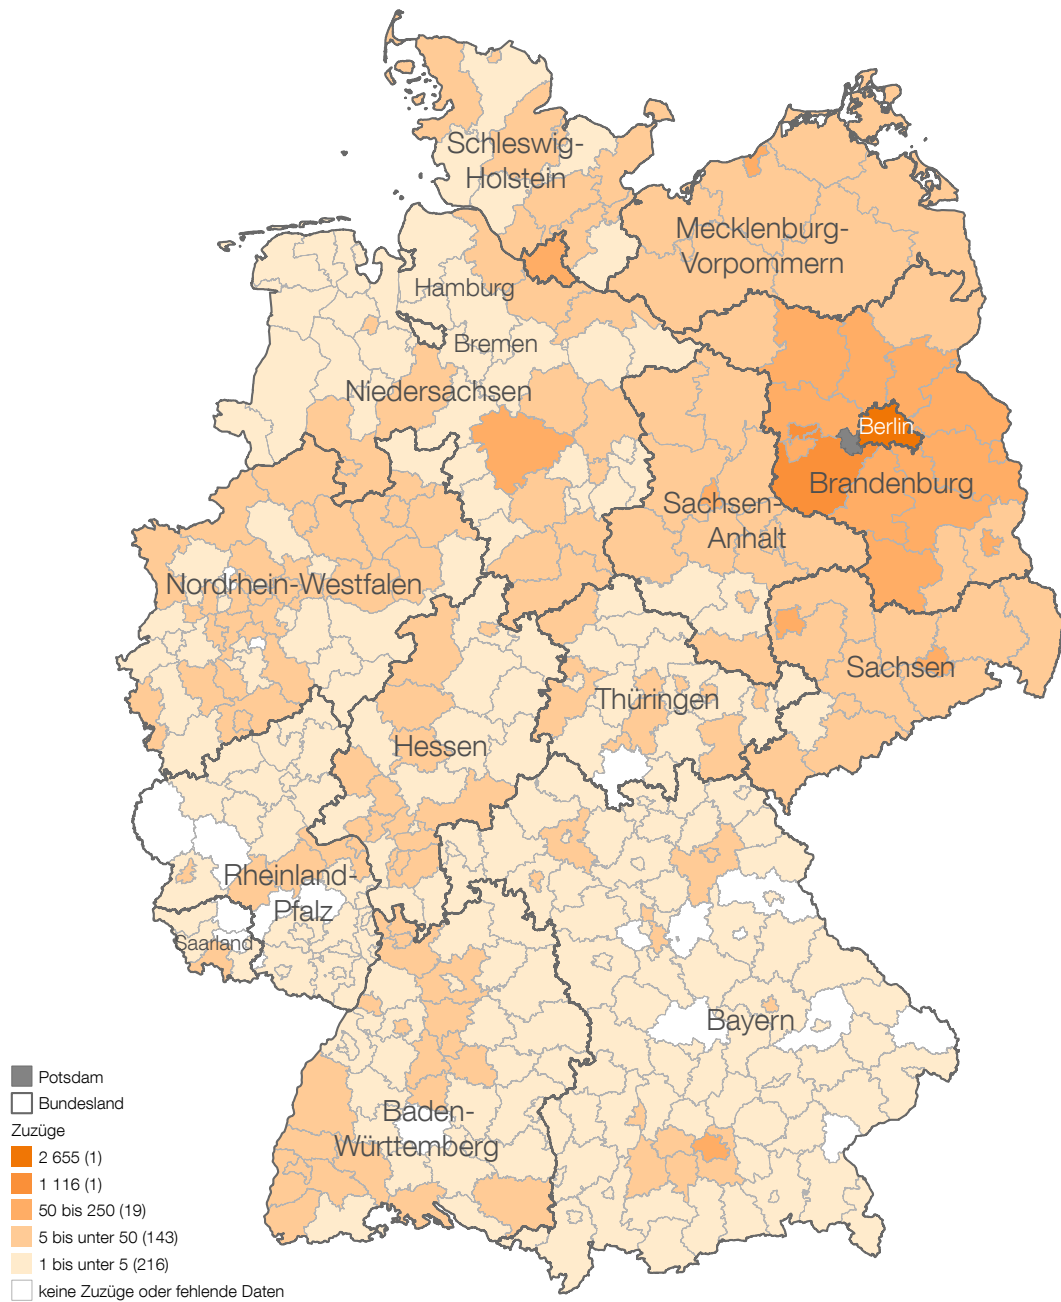 Schleswig-
Holstein
Mecklenburg-
Vorpommern
Hamburg
Bremen
Niedersachsen
Berlin
Brandenburg
Sachsen-
Anhalt
Nordrhein-Westfalen
Sachsen
Thüringen
Hessen
Rheinland-
Pfalz
Saarland
Bayern
Baden-
Württemberg
Potsdam
Bundesland
Zuzüge
2 655 (1)
1 116 (1)
50 bis 250 (19)
5 bis unter 50 (143)
1 bis unter 5 (216)
keine Zuzüge oder fehlende Daten